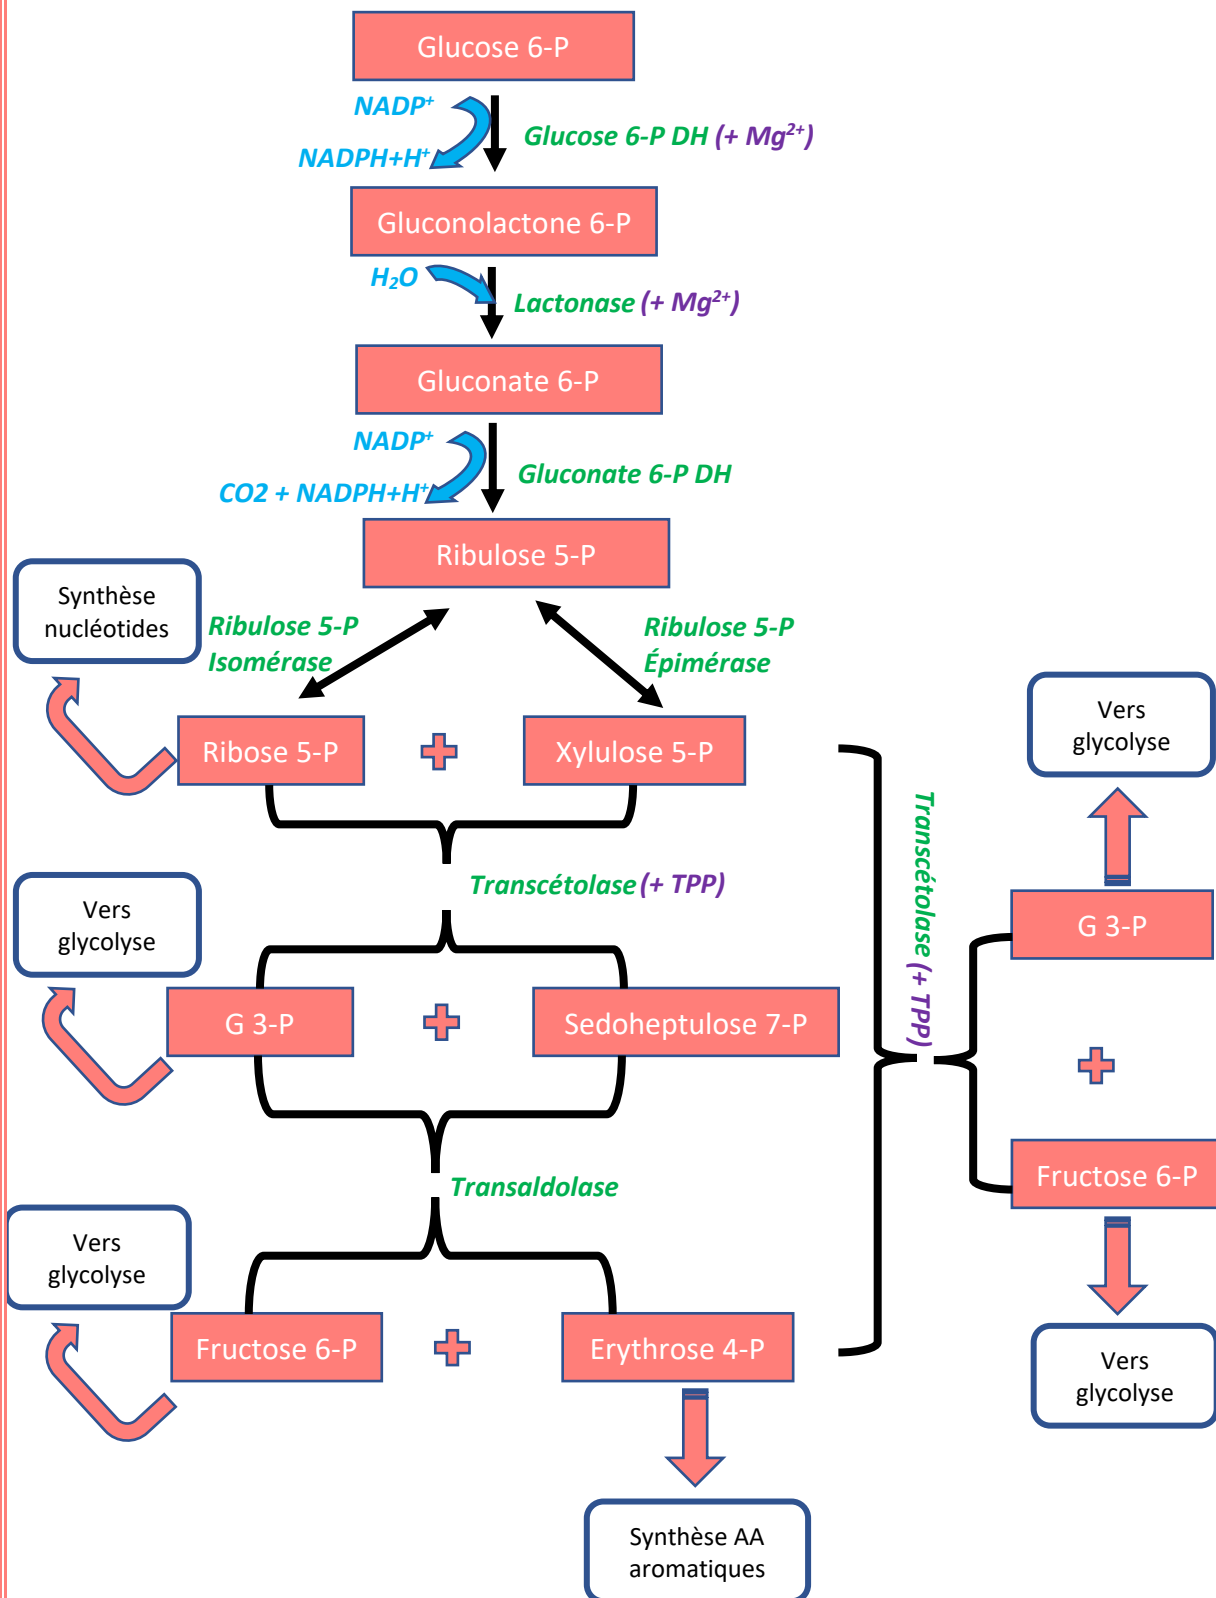 Glucose 6-P
NADP⁺
Glucose 6-P DH (+ Mg²⁺)
NADPH+H⁺
Gluconolactone 6-P
H₂O
Lactonase (+ Mg²⁺)
Gluconate 6-P
NADP⁺
Gluconate 6-P DH
CO2 + NADPH+H⁺
Ribulose 5-P
Synthèse
nucléotides
Ribulose 5-P
Isomérase
Ribulose 5-P
Épimérase
Ribose 5-P
Xylulose 5-P
Vers
glycolyse
Transcétolase (+ TPP)
Transcétolase (+ TPP)
Vers
glycolyse
G 3-P
G 3-P
Sedoheptulose 7-P
Transaldolase
Fructose 6-P
Vers
glycolyse
Fructose 6-P
Erythrose 4-P
Vers
glycolyse
Synthèse AA
aromatiques